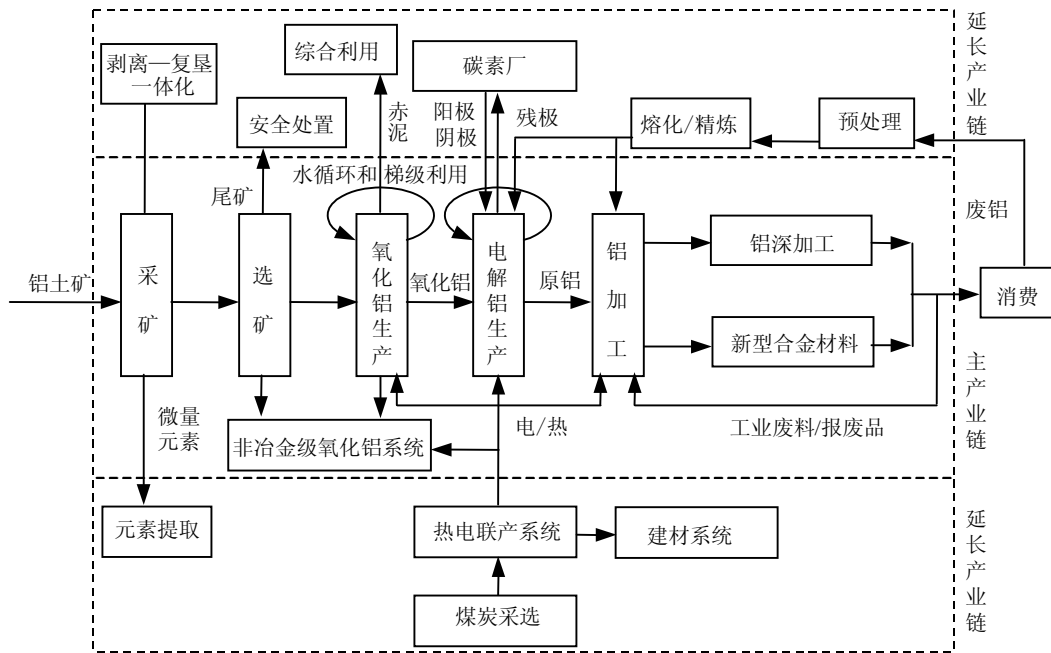 综合利用
碳素厂
延长产业链
剥离—复垦
一体化
安全处置
赤泥
阳极
阴极
残极
熔化/精炼
预处理
尾矿
水循环和 梯级利用
废铝
铝土矿
采矿
选矿
氧化铝生产
氧化铝
电解铝生产
原铝
铝加工
铝深加工
新型合金材料
消费
主产业链
微量
元素
电/热
工业废料/报废品
非冶金级氧化铝系统
元素提取
热电联产系统
建材系统
煤炭采选
延长产业链